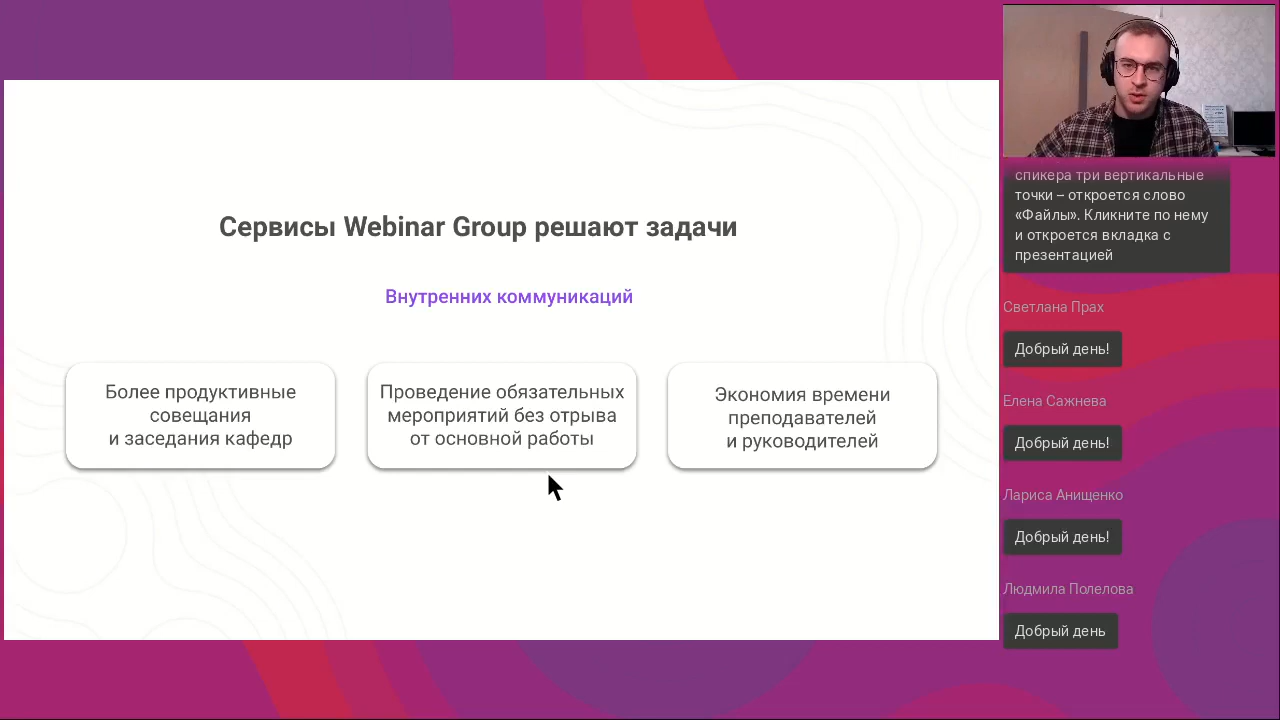 Сервисы Webinar Group решают задачи
Внутренних коммуникаций
Более продуктивные
совещания
и заседания кафедр
Проведение обязательных
мероприятий без отрыва
от основной работы
Экономия времени
преподавателей
и руководителей
спикера три вертикальные
точки – откроется слово
«Файлы». Кликните по нему
и откроется вкладка с
презентацией
Светлана Прах
Добрый день!
Елена Сажнева
Добрый день!
Лариса Анищенко
Добрый день!
Людмила Полелова
Добрый день